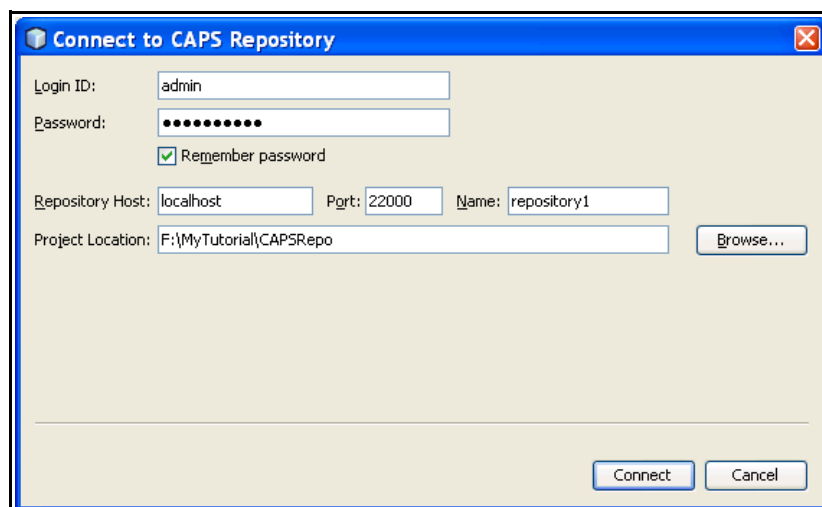 Connect to CAPS Repository
Login ID: admin
Password: ●●●●●●●●●●
Remember password
Repository Host: localhost Port: 22000 Name: repository1
Project Location: F:\MyTutorial\CAPSRepo Browse...
Connect Cancel